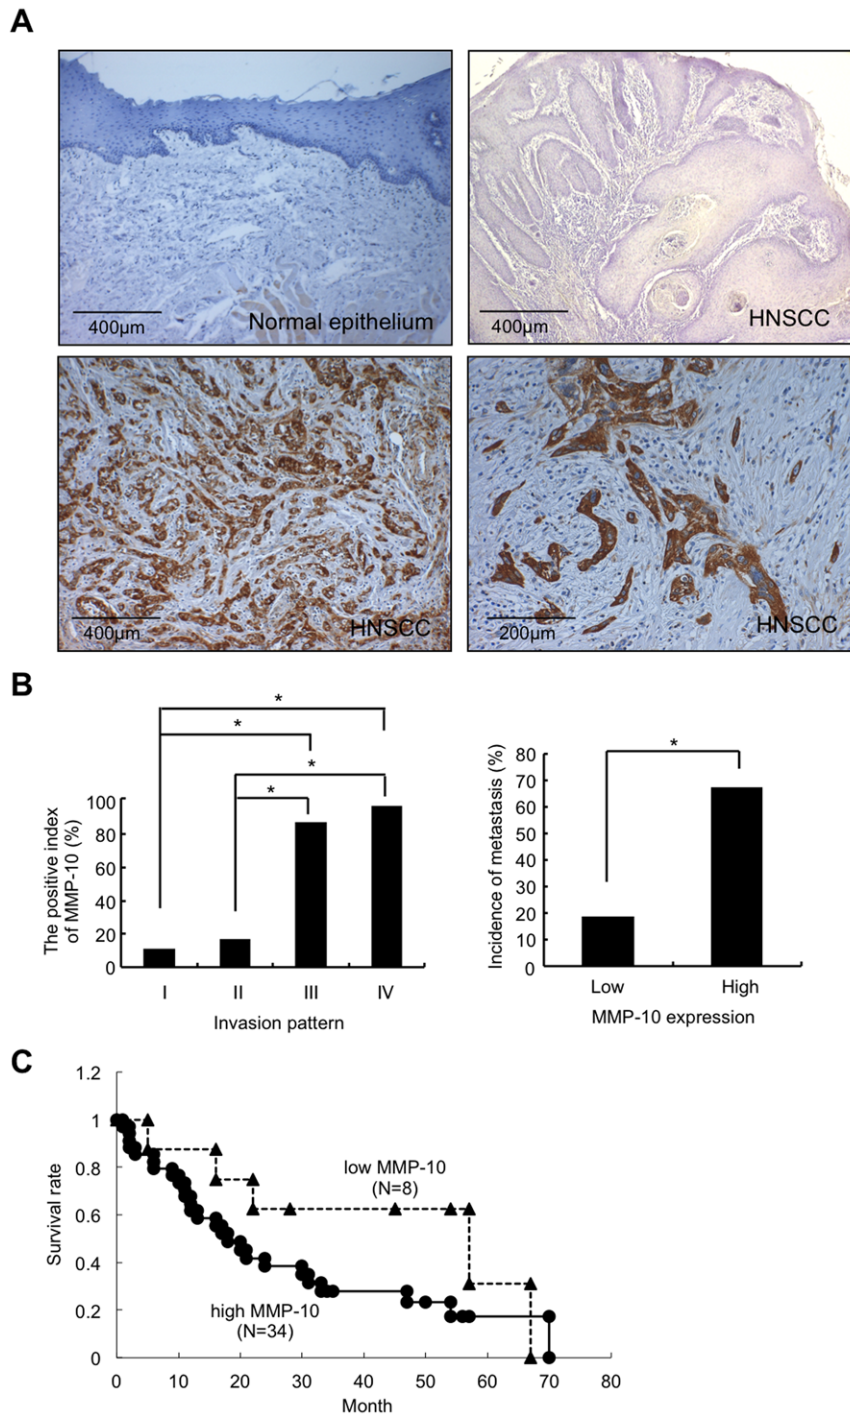 A
400µm
Normal epithelium
400µm
HNSCC
400µm
HNSCC
200µm
HNSCC
B
*
*
*
*
The positive index
of MMP-10 (%)
100
80
60
40
20
0
I II III IV
Invasion pattern
*
Incidence of metastasis (%)
80
70
60
50
40
30
20
10
0
Low High
MMP-10 expression
C
Survival rate
1.2
1
0.8
0.6
0.4
0.2
0
low MMP-10
(N=8)
high MMP-10
(N=34)
0 10 20 30 40 50 60 70 80
Month